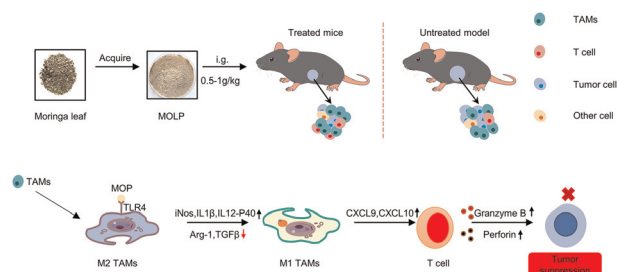 Treated mice
Untreated model
TAMs
T cell
Tumor cell
Other cell
Acquire
i.g.
0.5-1g/kg
Moringa leaf
MOLP
TAMs
MOP
TLR4
M2 TAMs
iNos,IL1β,IL12-P40
Arg-1,TGFβ
M1 TAMs
CXCL9,CXCL10
T cell
Granzyme B
Perforin
Tumor
suppression